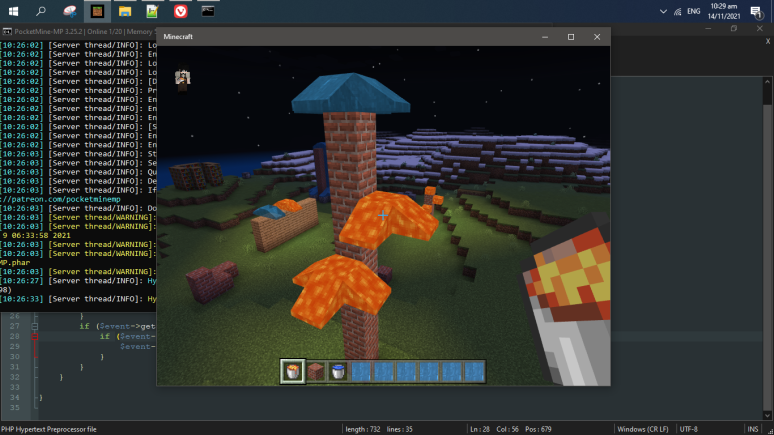 10:29 am
ENG
14/11/2021
PocketMine-MP 3.25.2 | Online 1/20 | Memory
Minecraft
[10:26:02] [Server thread/INFO]: Lo
[10:26:02] [Server thread/INFO]: En
[10:26:02] [Server thread/INFO]: Lo
[10:26:02] [Server thread/INFO]: Lo
[10:26:02] [Server thread/INFO]: [D
[10:26:02] [Server thread/INFO]: Pr
[10:26:02] [Server thread/INFO]: En
[10:26:02] [Server thread/INFO]: En
[10:26:02] [Server thread/INFO]: En
[10:26:02] [Server thread/INFO]: [S
[10:26:02] [Server thread/INFO]: En
[10:26:02] [Server thread/INFO]: En
[10:26:03] [Server thread/INFO]: St
[10:26:03] [Server thread/INFO]: Se
[10:26:03] [Server thread/INFO]: Qu
[10:26:03] [Server thread/INFO]: De
[10:26:03] [Server thread/INFO]: If
://patreon.com/pocketminemp
[10:26:03] [Server thread/INFO]: Do
[10:26:03] [Server thread/WARNING]:
[10:26:03] [Server thread/WARNING]:
9 06:33:58 2021
[10:26:03] [Server thread/WARNING]:
[10:26:03] [Server thread/WARNING]:
MP.phar
[10:26:03] [Server thread/WARNING]:
[10:26:27] [Server thread/INFO]: Hy
98)
[10:26:33] [Server thread/INFO]: Hy
26 }
27 if ($event->get
28 if ($event-
29 $event-
30 }
31 }
32 }
33
34 }
35
PHP Hypertext Preprocessor file
length : 732 lines : 35
Ln : 28 Col : 56 Pos : 679
Windows (CR LF)
UTF-8
INS